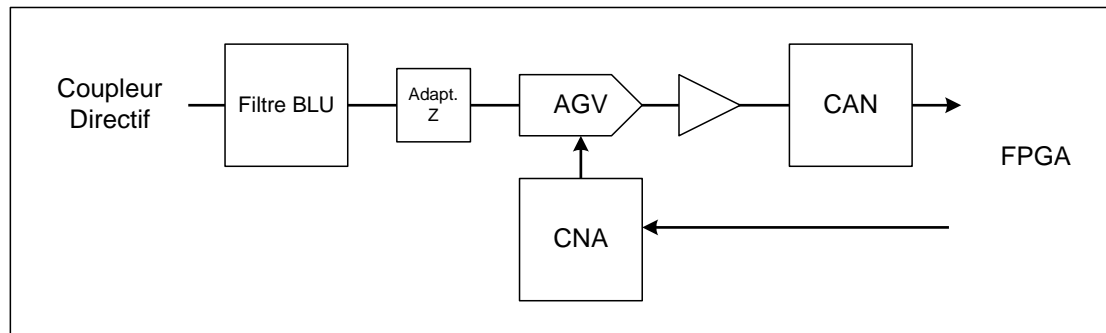 Coupleur
Directif
Filtre BLU
Adapt.
Z
AGV
CAN
FPGA
CNA